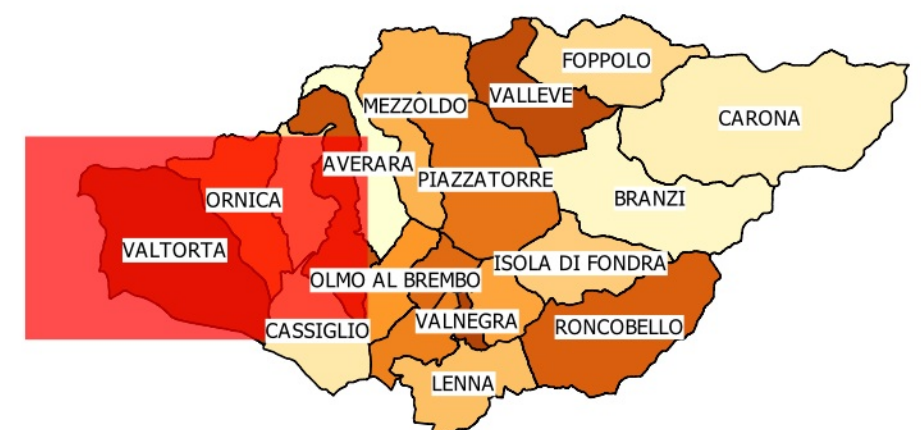 FOPPOLO
VALLEVE
MEZZOLDO
CARONA
AVERARA
PIAZZATORRE
ORNICA
BRANZI
VALTORTA
ISOLA DI FONDRA
OLMO AL BREMBO
VALNEGRA
RONCOBELLO
CASSIGLIO
LENNA